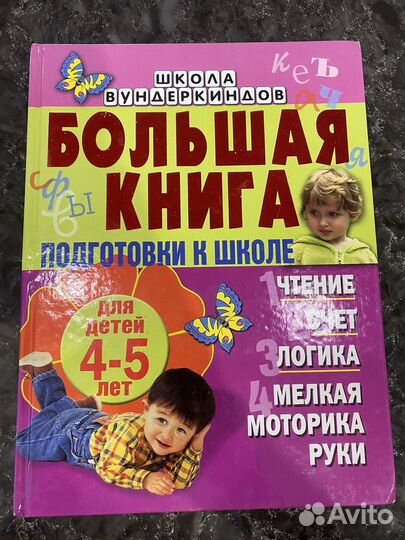 ШКОЛА
ВУНДЕРКИНДОВ
к е ъ
а ч
БОЛЬШАЯ
я
КНИГА
с ф ы
в
ПОДГОТОВКИ К ШКОЛЕ
1 ЧТЕНИЕ
СЧЕТ
3 ЛОГИКА
4 МЕЛКАЯ
МОТОРИКА
РУКИ
для
детей
4-5
лет
Avito